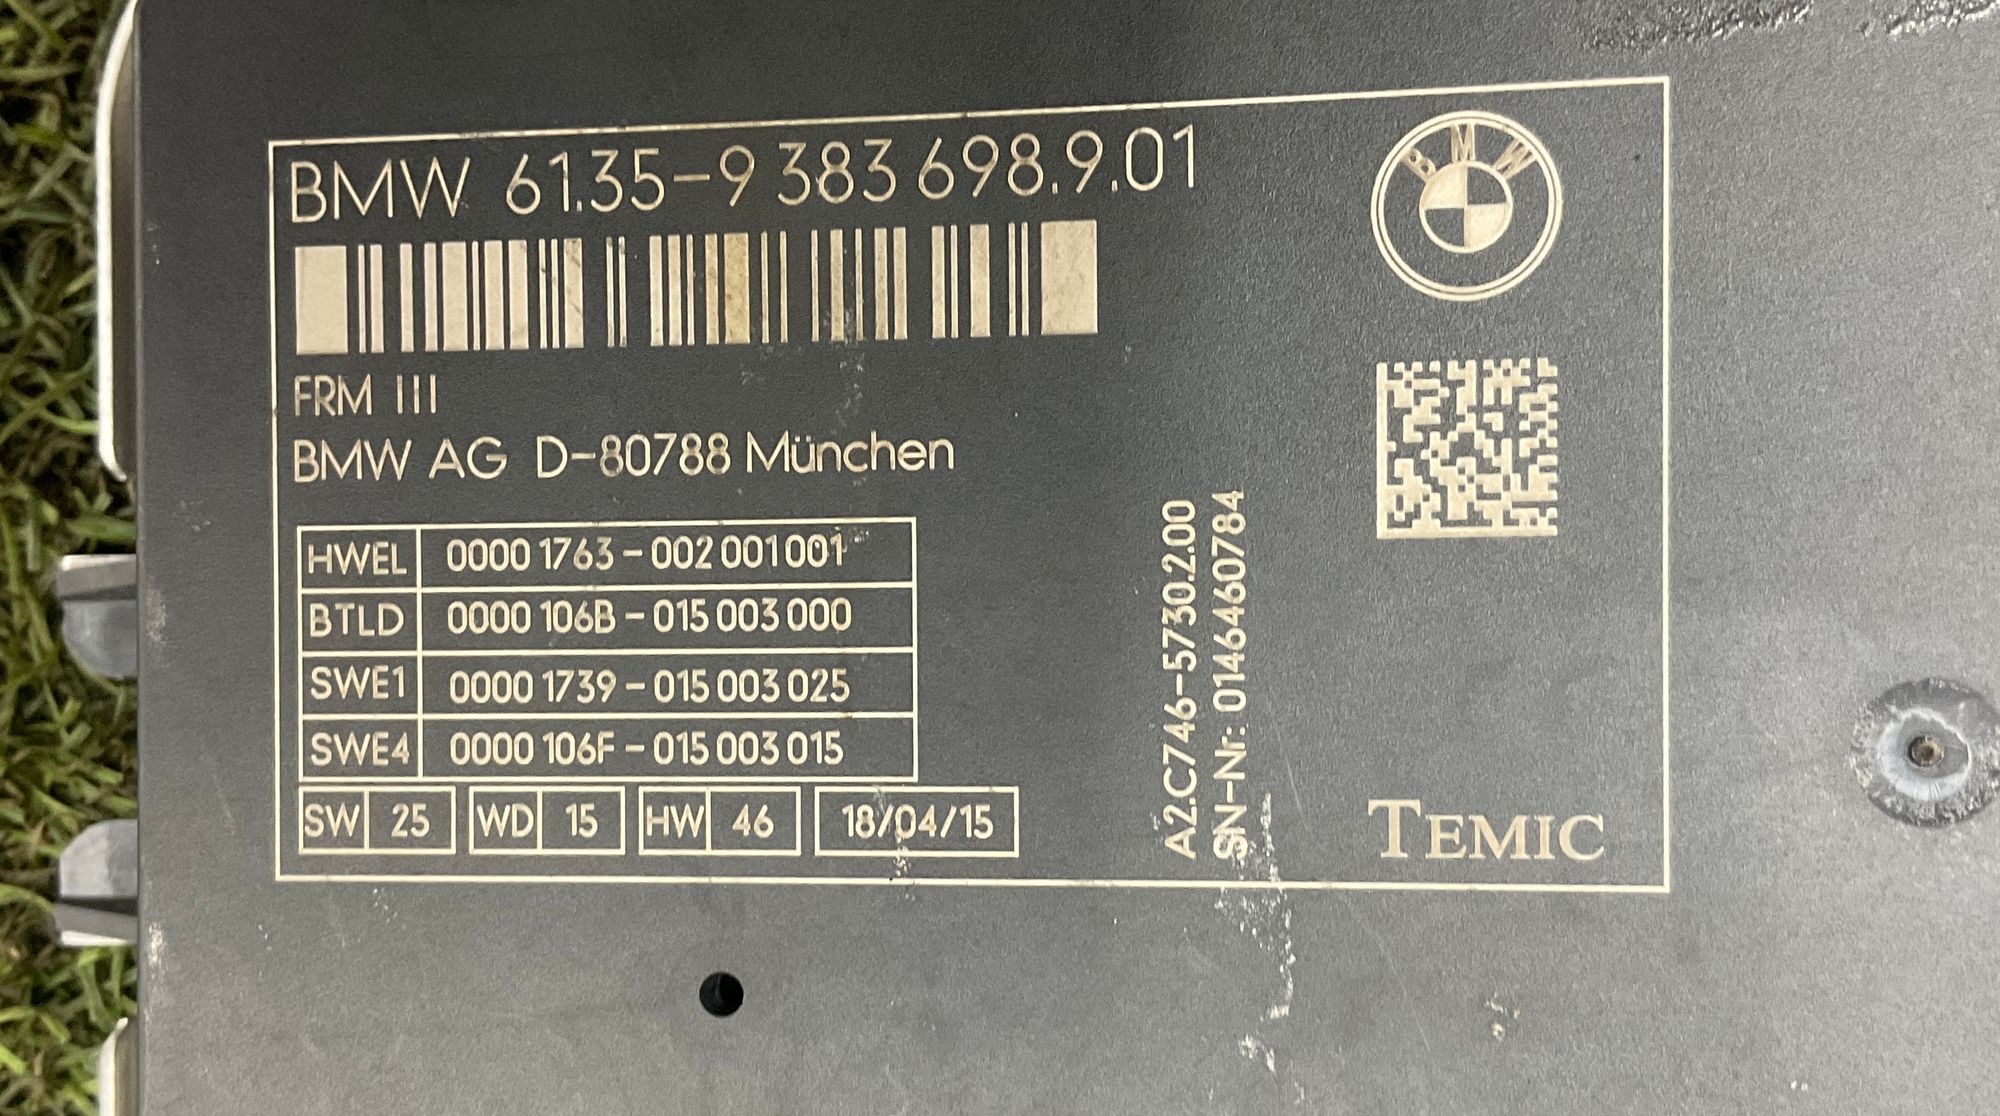 BMW 61.35-9 383 698.9.01
BMW
FRM III
BMW AG D-80788 München
HWEL 0000 1763-002 001 001
BTLD 0000 106B-015 003 000
SWE1 0000 1739-015 003 025
SWE4 0000 106F-015 003 015
SW 25 WD 15 HW 46 18/04/15
A2C746-5730.2.00
SN-Nr: 01464460784
TEMIC